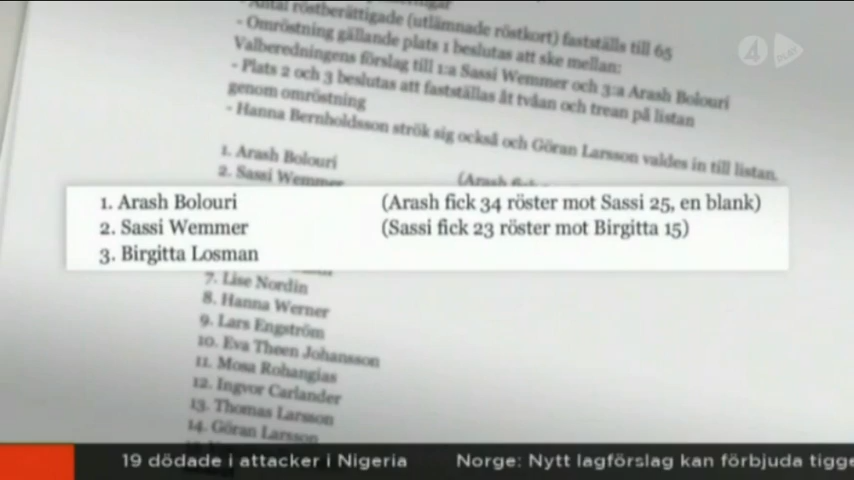 - Antal röstberättigade (utlämnade röstkort) fastställs till 65
- Omröstning gällande plats 1 beslutas att ske mellan:
Valberedningens förslag till 1:a Sassi Wemmer och 3:a Arash Bolouri
- Plats 2 och 3 beslutas att fastställas åt tvåan och trean på listan
genom omröstning
- Hanna Bernholdsson strök sig också och Göran Larsson valdes in till listan.
1. Arash Bolouri
2. Sassi Wemmer
(Arash
1. Arash Bolouri (Arash fick 34 röster mot Sassi 25, en blank)
2. Sassi Wemmer (Sassi fick 23 röster mot Birgitta 15)
3. Birgitta Losman
7. Lise Nordin
8. Hanna Werner
9. Lars Engström
10. Eva Theen Johansson
11. Mosa Rohangias
12. Ingvor Carlander
13. Thomas Larsson
14. Göran Larsson
4 PLAY
19 dödade i attacker i Nigeria Norge: Nytt lagförslag kan förbjuda tigge